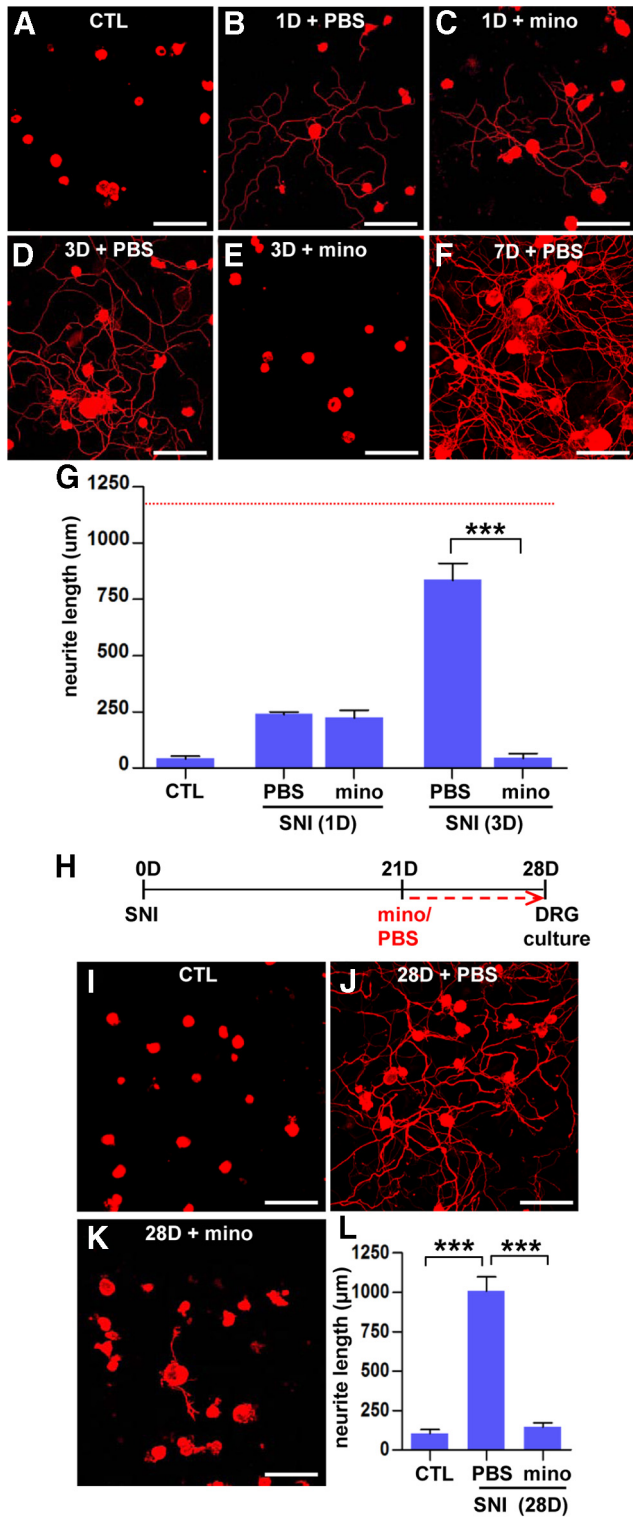 A CTL
B 1D + PBS
C 1D + mino
D 3D + PBS
E 3D + mino
F 7D + PBS
G
neurite length (um)
1250
1000
750
500
250
0
***
CTL PBS mino PBS mino
SNI (1D) SNI (3D)
H
0D 21D 28D
SNI mino/ DRG
PBS culture
I CTL
J 28D + PBS
K 28D + mino
L
neurite length (µm)
1250
1000
750
500
250
0
*** ***
CTL PBS mino
SNI (28D)